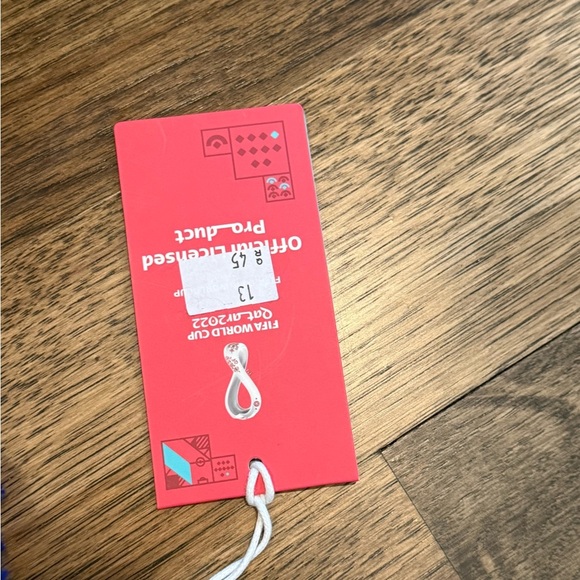 FIFA WORLD CUP
Qatar2022
13
QR 45
Official Licensed
Product